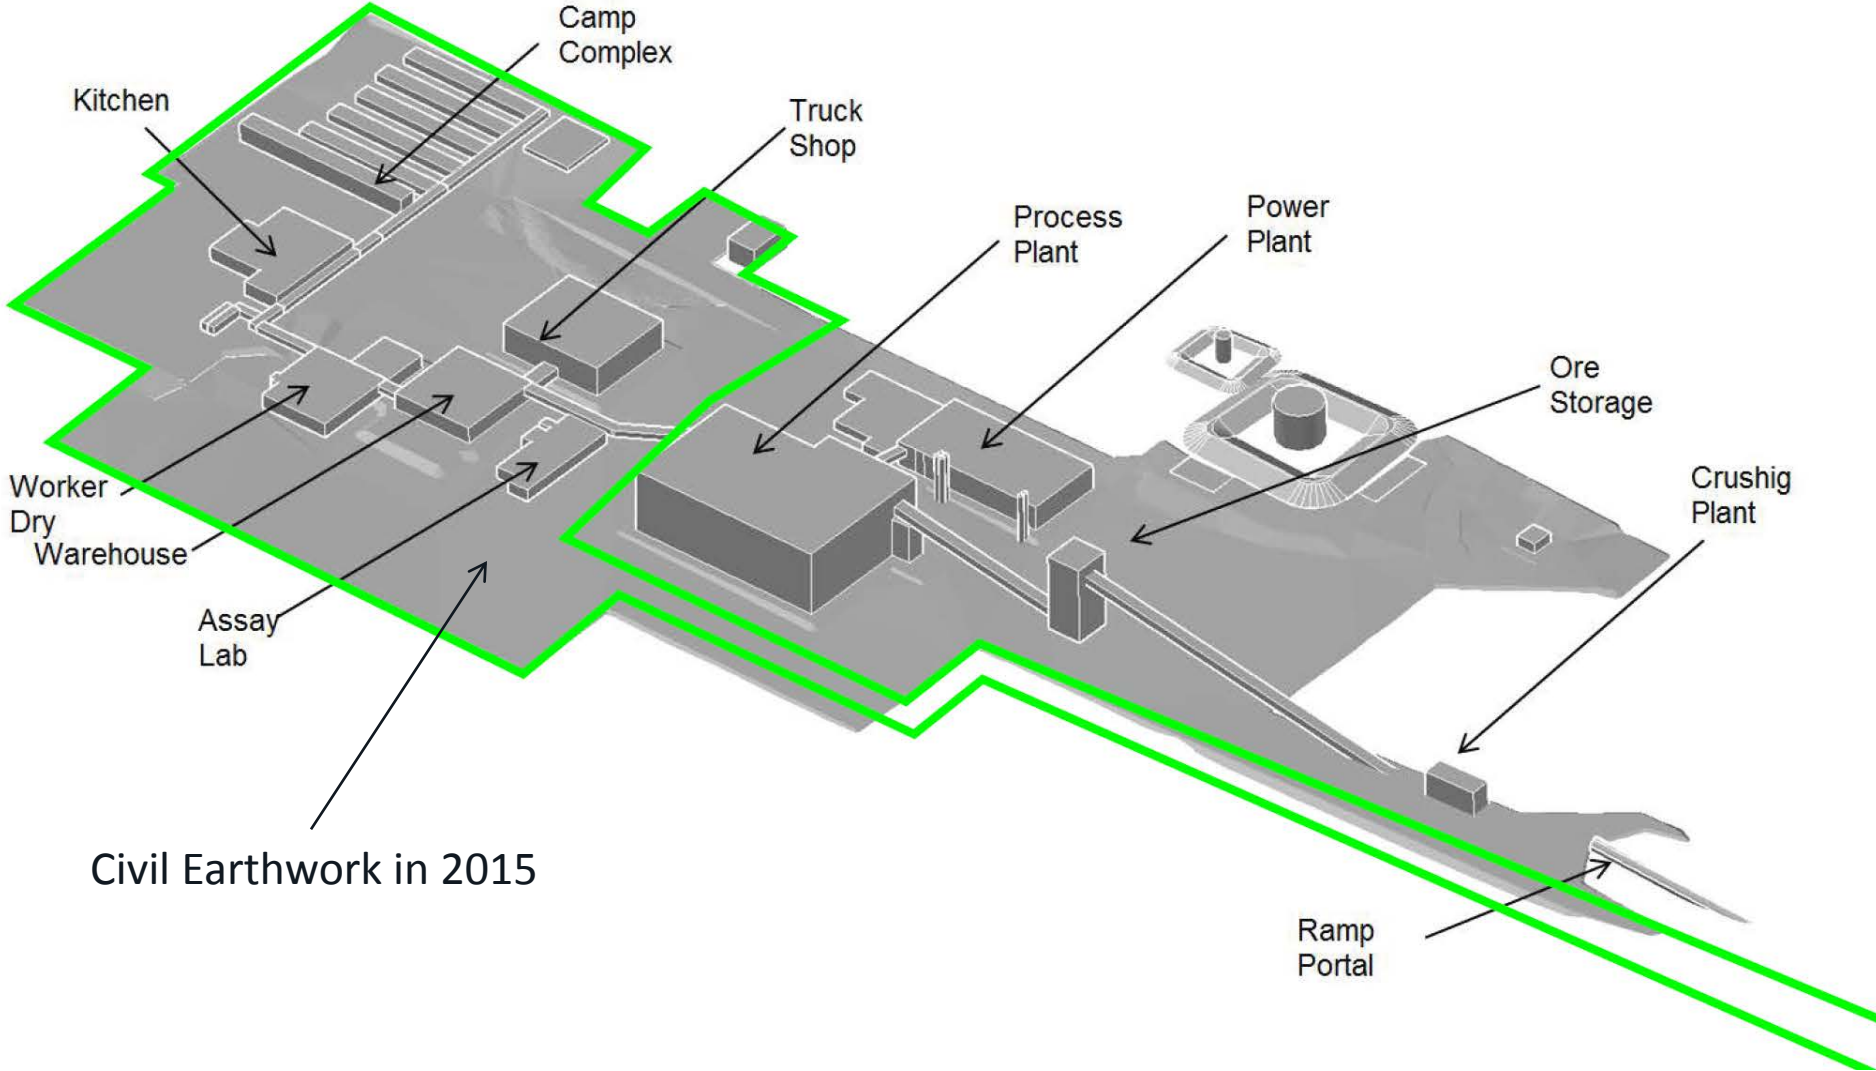 Camp
Complex
Kitchen
Truck
Shop
Process
Plant
Power
Plant
Ore
Storage
Crushig
Plant
Worker
Dry
Warehouse
Assay
Lab
Civil Earthwork in 2015
Ramp
Portal